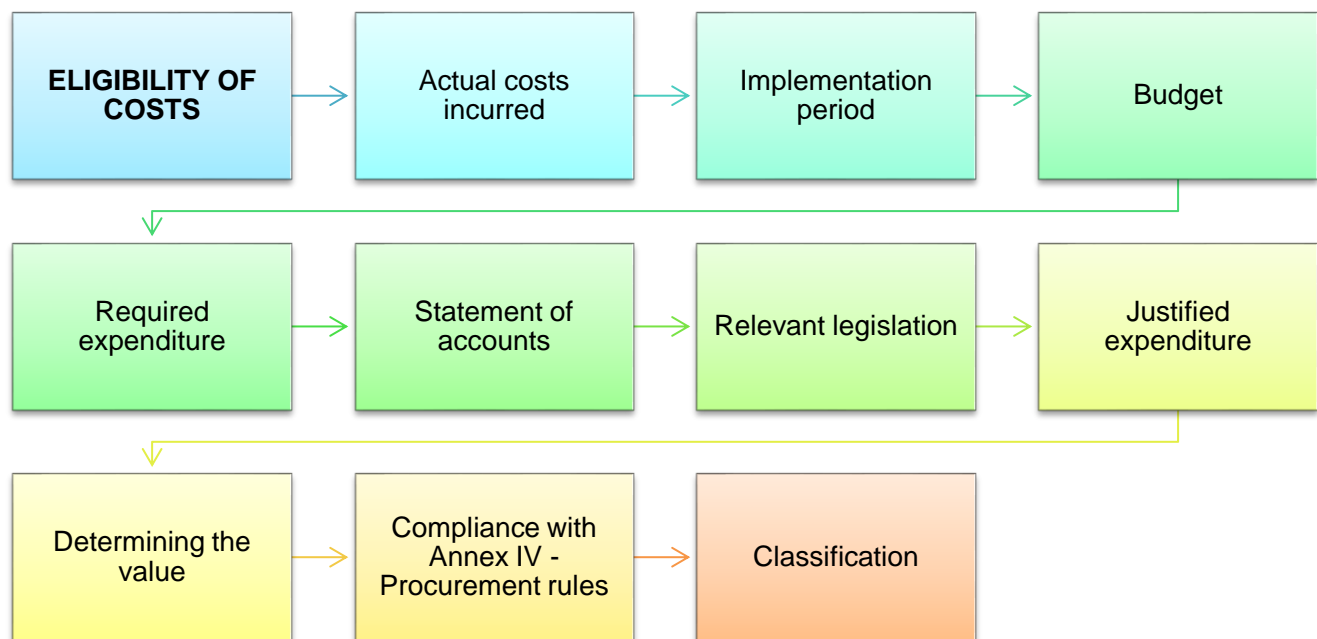 ELIGIBILITY OF
COSTS
Actual costs
incurred
Implementation
period
Budget
Required
expenditure
Statement of
accounts
Relevant legislation
Justified
expenditure
Determining the
value
Compliance with
Annex IV -
Procurement rules
Classification